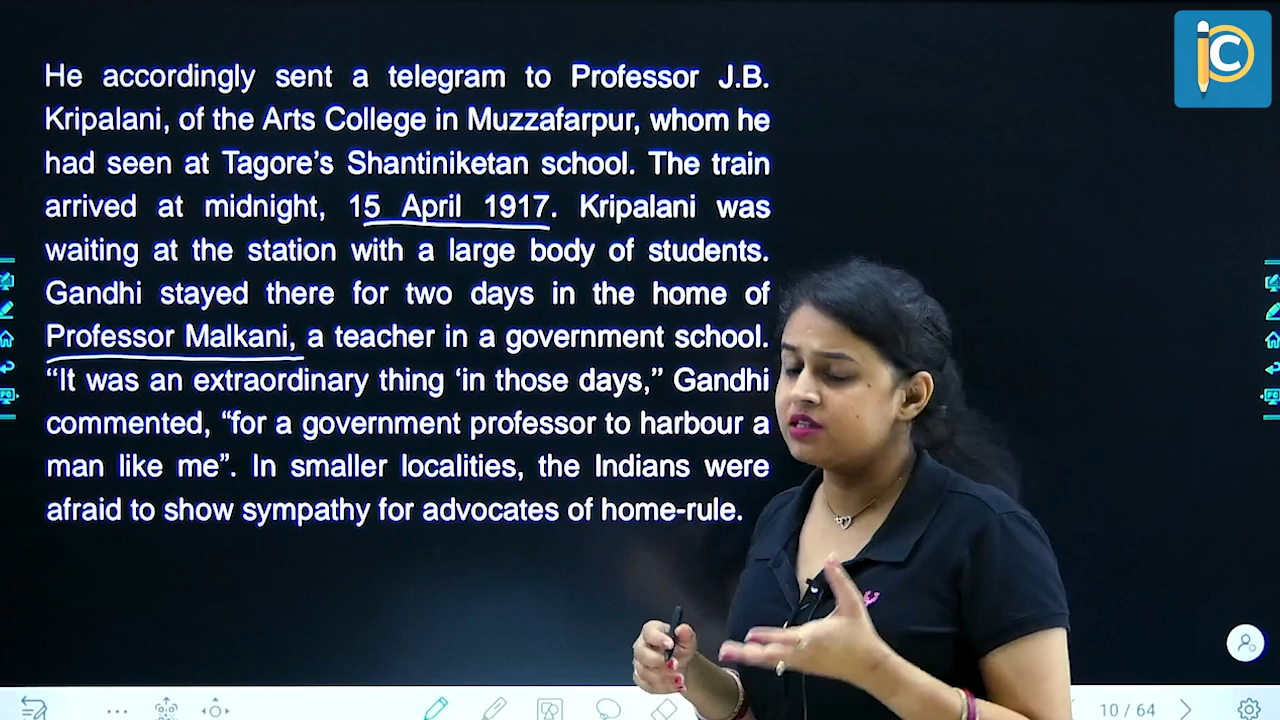 He accordingly sent a telegram to Professor J.B.
Kripalani, of the Arts College in Muzzafarpur, whom he
had seen at Tagore’s Shantiniketan school. The train
arrived at midnight, 15 April 1917. Kripalani was
waiting at the station with a large body of students.
Gandhi stayed there for two days in the home of
Professor Malkani, a teacher in a government school.
“It was an extraordinary thing ‘in those days,” Gandhi
commented, “for a government professor to harbour a
man like me”. In smaller localities, the Indians were
afraid to show sympathy for advocates of home-rule.
10 / 64